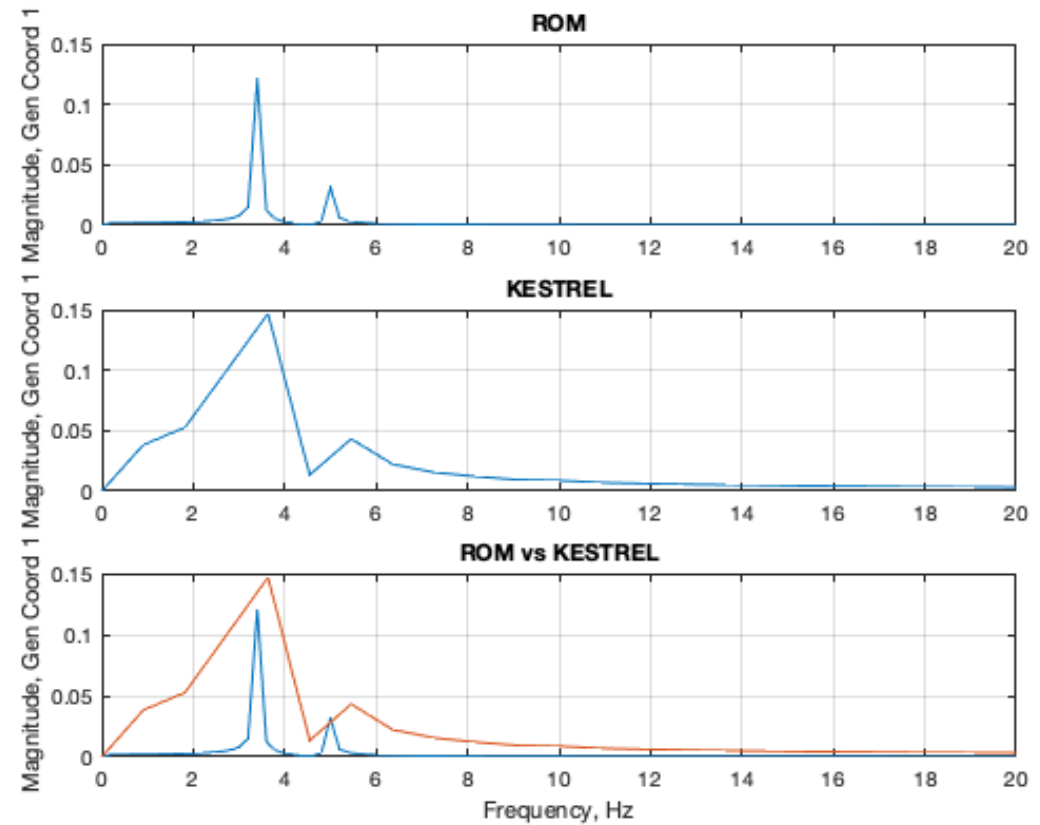 ROM
Magnitude, Gen Coord 1
0.15
0.1
0.05
0
0 2 4 6 8 10 12 14 16 18 20
KESTREL
Magnitude, Gen Coord 1
0.15
0.1
0.05
0
0 2 4 6 8 10 12 14 16 18 20
ROM vs KESTREL
Magnitude, Gen Coord 1
0.15
0.1
0.05
0
0 2 4 6 8 10 12 14 16 18 20
Frequency, Hz